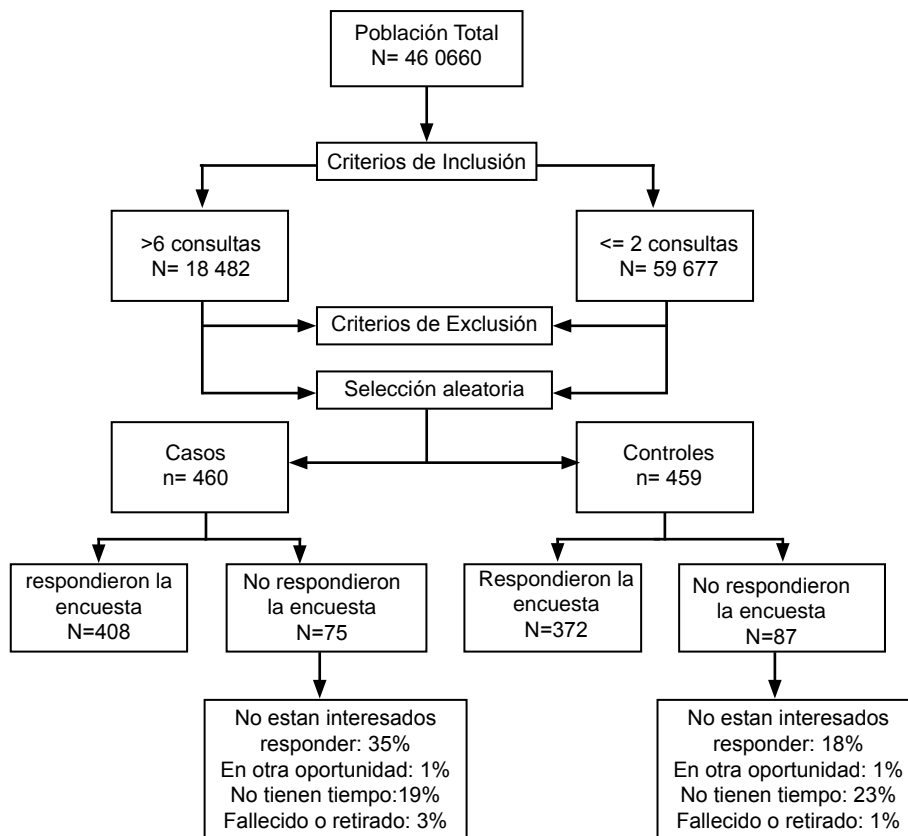 Población Total
N= 46 0660
Criterios de Inclusión
>6 consultas
N= 18 482
<= 2 consultas
N= 59 677
Criterios de Exclusión
Selección aleatoria
Casos
n= 460
Controles
n= 459
respondieron la
encuesta
N=408
No respondieron
la encuesta
N=75
Respondieron la
encuesta
N=372
No respondieron
la encuesta
N=87
No estan interesados
responder: 35%
En otra oportunidad: 1%
No tienen tiempo:19%
Fallecido o retirado: 3%
No estan interesados
responder: 18%
En otra oportunidad: 1%
No tienen tiempo: 23%
Fallecido o retirado: 1%